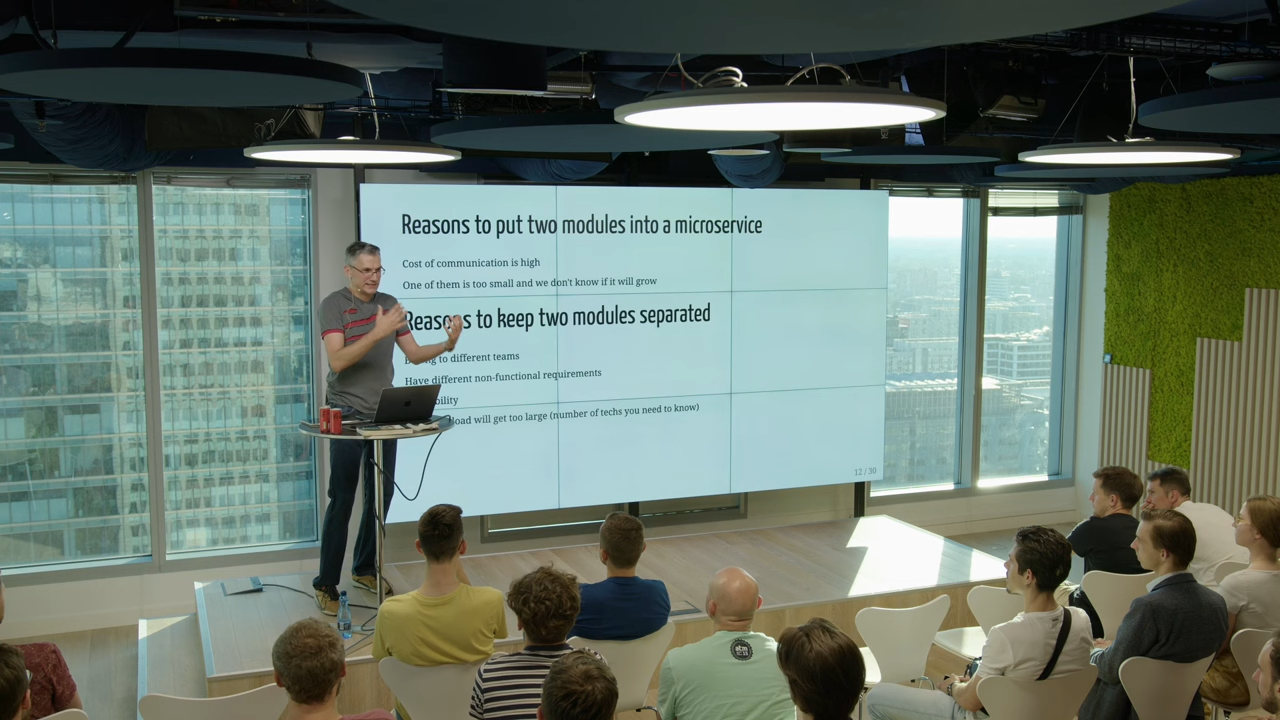 Reasons to put two modules into a microservice
Cost of communication is high
One of them is too small and we don't know if it will grow
Reasons to keep two modules separated
to different teams
Have different non-functional requirements
load will get too large (number of techs you need to know)
12 / 30